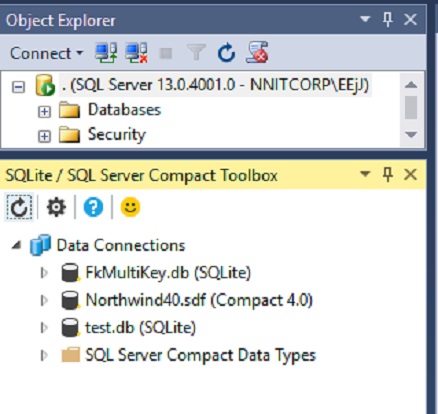 Object Explorer
Connect
. (SQL Server 13.0.4001.0 - NNITCORP\EEjJ)
Databases
Security
SQLite / SQL Server Compact Toolbox
?
Data Connections
FkMultiKey.db (SQLite)
Northwind40.sdf (Compact 4.0)
test.db (SQLite)
SQL Server Compact Data Types